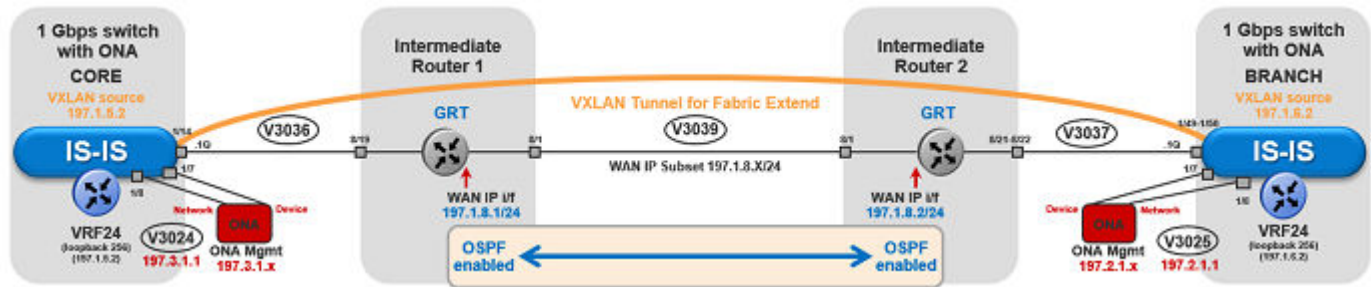 1 Gbps switch
with ONA
CORE
VXLAN source
197.1.5.2
IS-IS
5/14
.1Q
1/7
1/8
VRF24
(loopback 256)
(197.1.5.2)
Network
Device
ONA
V3024
197.3.1.1
ONA Mgmt
197.3.1.x
V3036
Intermediate
Router 1
GRT
8/19
8/1
WAN IP i/f
197.1.8.1/24
VXLAN Tunnel for Fabric Extend
V3039
WAN IP Subset 197.1.8.X/24
OSPF
enabled
OSPF
enabled
Intermediate
Router 2
GRT
8/1
8/21-8/22
WAN IP i/f
197.1.8.2/24
V3037
1 Gbps switch
with ONA
BRANCH
VXLAN source
197.1.6.2
1/49-1/50
.1Q
IS-IS
1/7
1/8
Device
Network
ONA
ONA Mgmt
197.2.1.x
V3025
197.2.1.1
VRF24
(loopback 256)
(197.1.6.2)